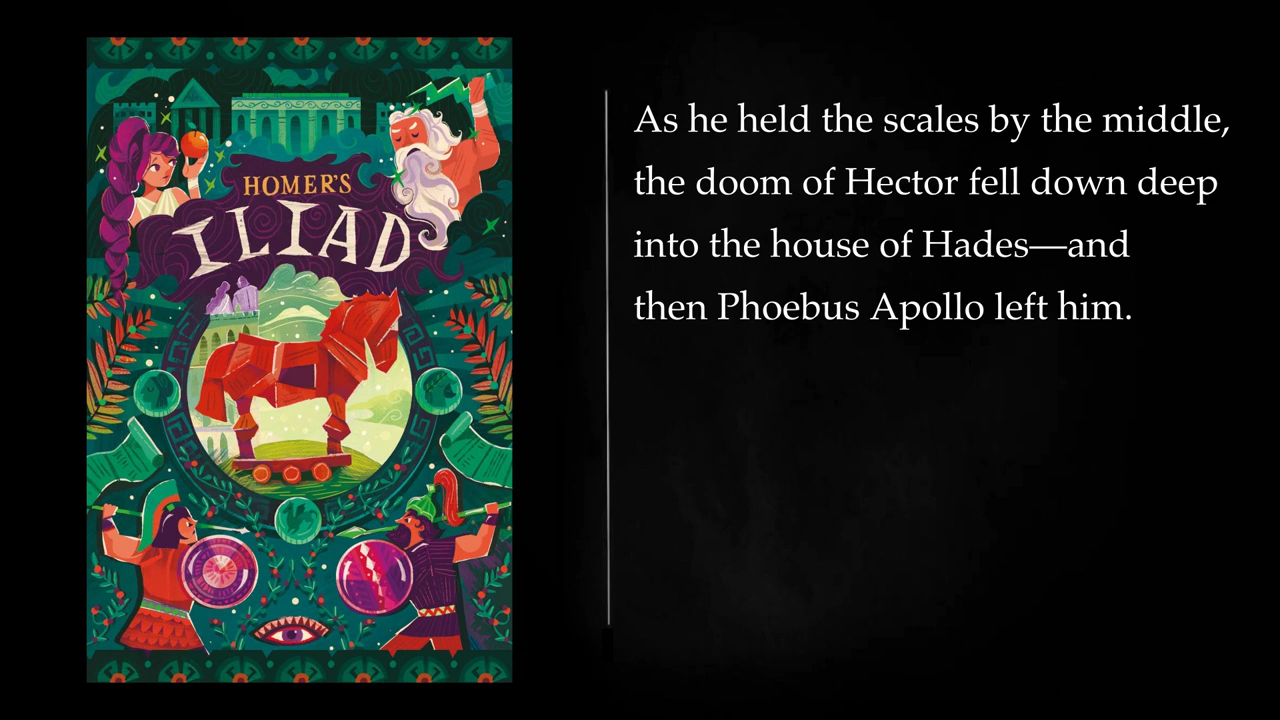 HOMER'S
ILIAD
As he held the scales by the middle,
the doom of Hector fell down deep
into the house of Hades—and
then Phoebus Apollo left him.